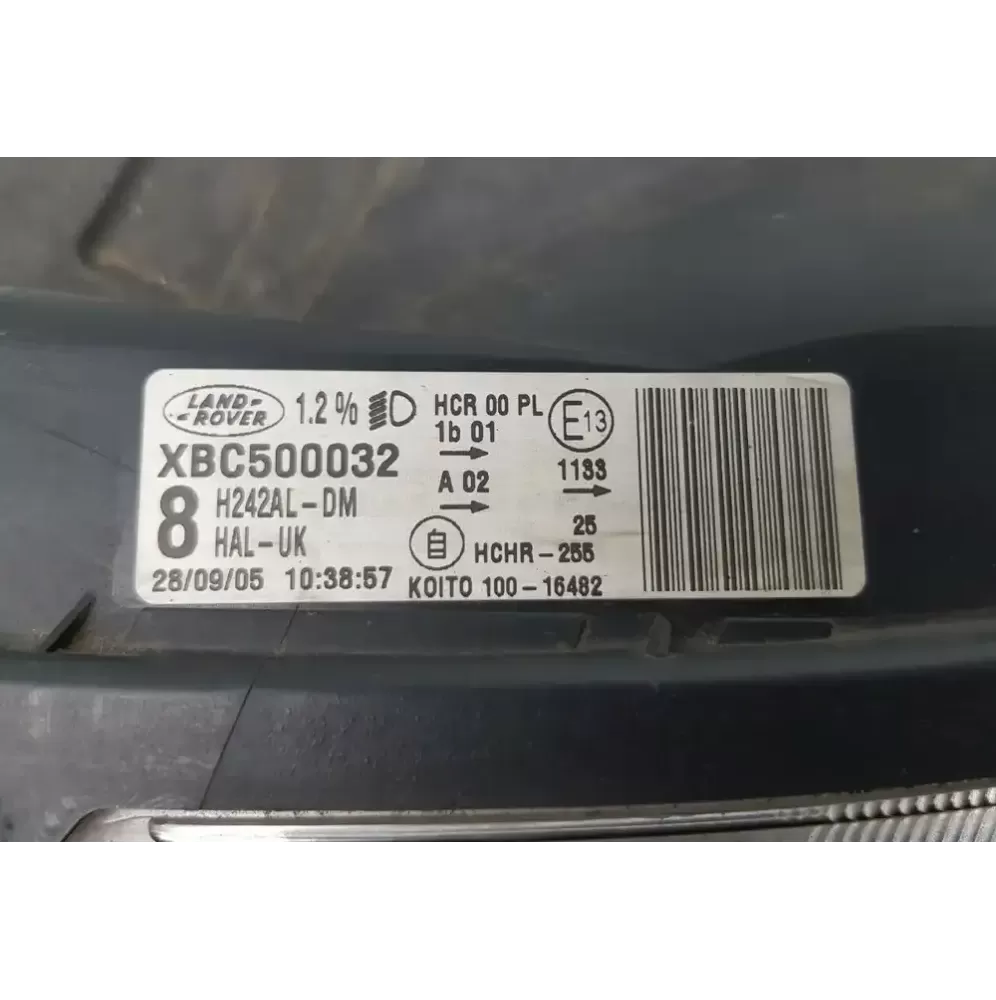 LAND-
-ROVER
1.2%
XBC500032
8
H242AL-DM
HAL-UK
28/09/05 10:38:57
HCR 00 PL
1b 01
E13
A 02
1133
25
自
HCHR-255
KOITO 100-16482